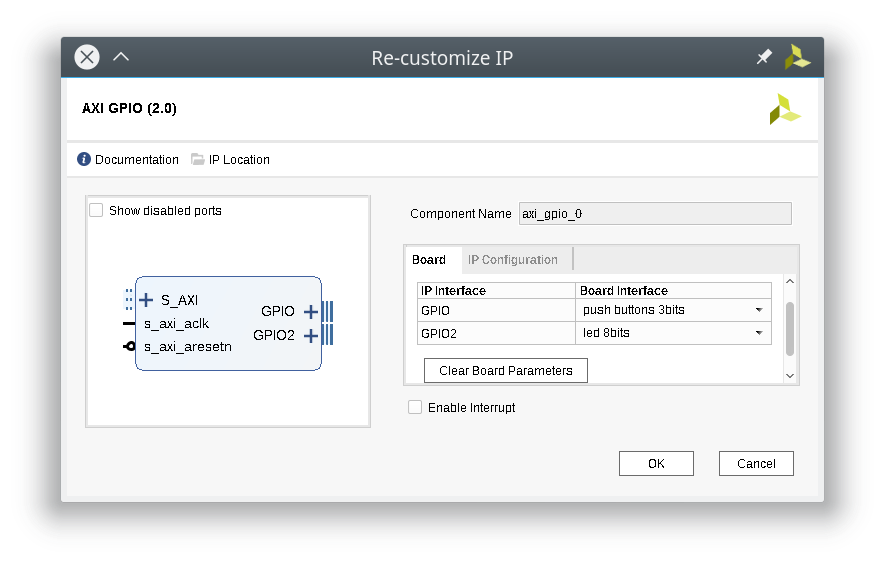 Re-customize IP
AXI GPIO (2.0)
Documentation IP Location
Show disabled ports
S_AXI
s_axi_aclk
s_axi_aresetn
GPIO
GPIO2
Component Name axi_gpio_0
Board IP Configuration
IP Interface Board Interface
GPIO push buttons 3bits
GPIO2 led 8bits
Clear Board Parameters
Enable Interrupt
OK Cancel